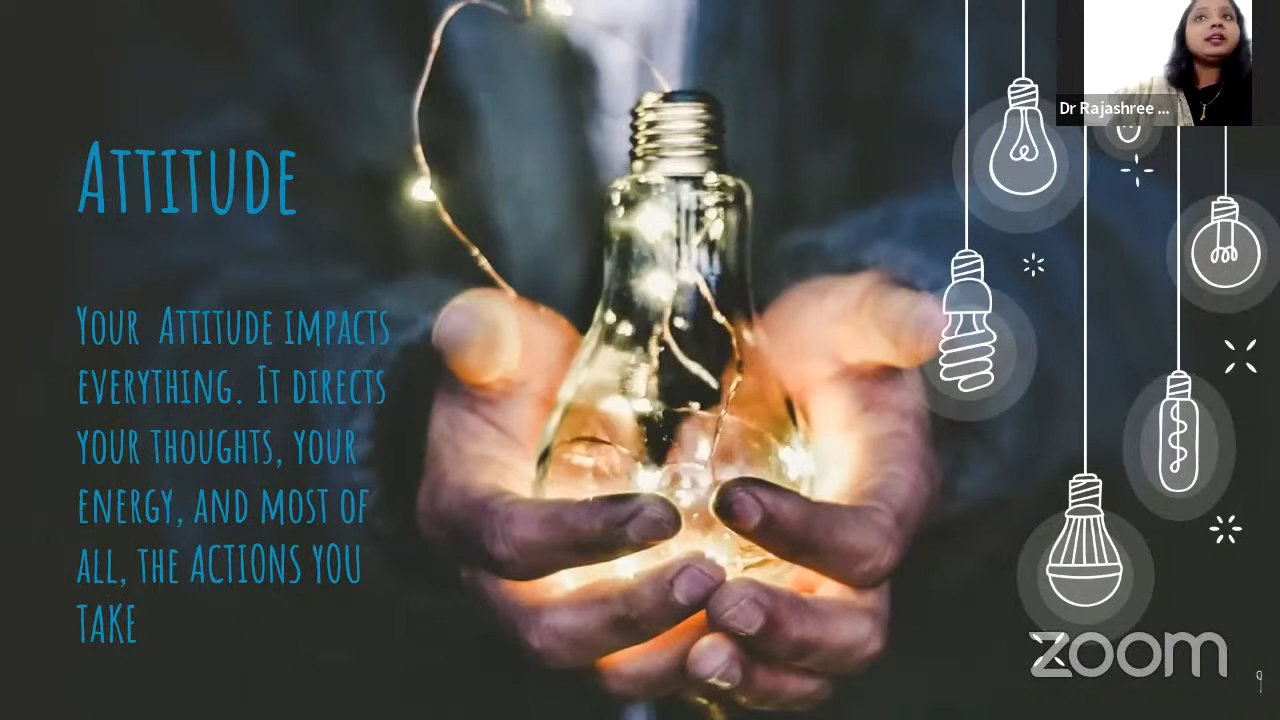 Dr Rajashree ...
ATTITUDE
YOUR ATTITUDE IMPACTS
EVERYTHING. IT DIRECTS
YOUR THOUGHTS, YOUR
ENERGY, AND MOST OF
ALL, THE ACTIONS YOU
TAKE
zoom
9